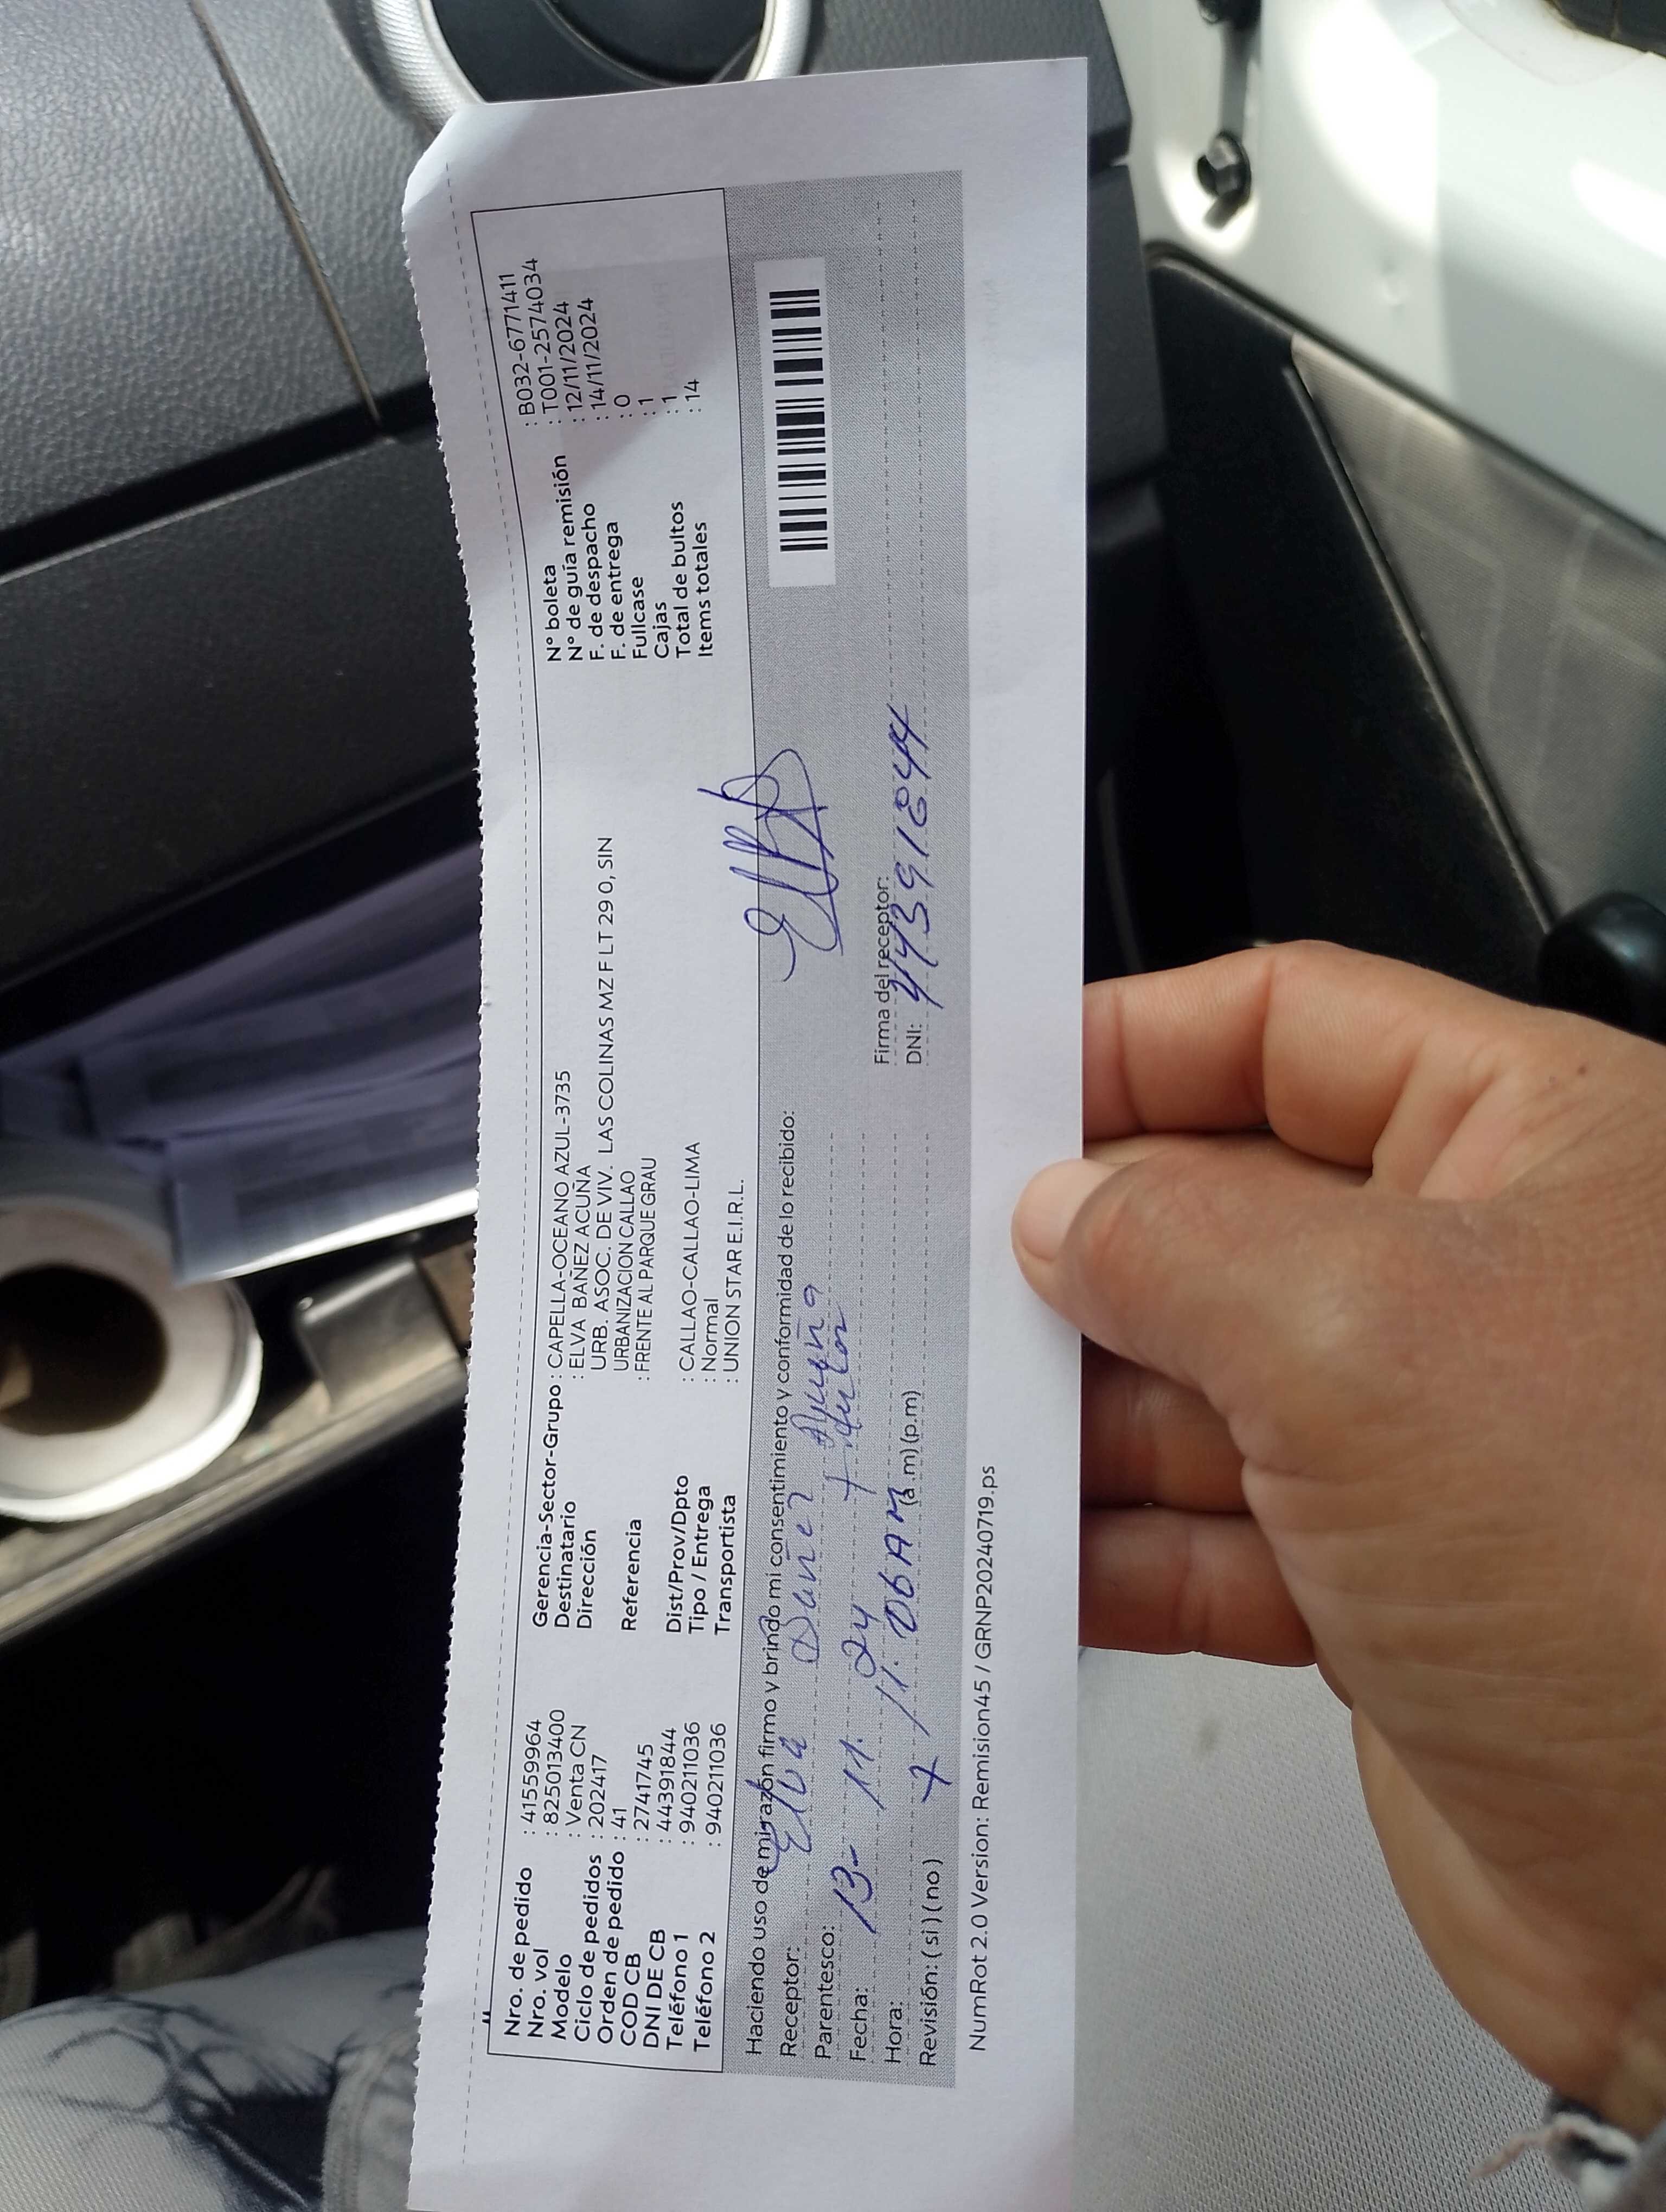 Nro. de pedido : 41559964
Nro. vol : 825013400
Modelo : Venta CN
Ciclo de pedidos : 202417
Orden de pedido : 41
COD CB : 2741745
DNI DE CB : 44391844
Teléfono 1 : 940211036
Teléfono 2 : 940211036
Gerencia-Sector-Grupo : CAPELLA-OCEANO AZUL-3735
Destinatario : ELVA BAÑEZ ACUÑA
Dirección URB. ASOC. DE VIV. LAS COLINAS MZ F LT 29 0, SIN
URBANIZACION CALLAO
Referencia : FRENTE AL PARQUE GRAU
Dist/Prov/Dpto : CALLAO-CALLAO-LIMA
Tipo / Entrega : Normal
Transportista : UNION STAR E.I.R.L.
N° boleta : B032-6771411
N° de guía remisión : T001-2574034
F. de despacho : 12/11/2024
F. de entrega : 14/11/2024
Fullcase : 0
Cajas : 1
Total de bultos : 1
Items totales : 14
Haciendo uso de mi razón firmo y brindo mi consentimiento y conformidad de lo recibido:
Receptor: Elva Bañez Acuña
Parentesco: Titular
Fecha: 13- 11. 24
Hora: 11.06 AM (a.m) (p.m)
Revisión: (si) (no)
Firma del receptor:
DNI: 44391844
NumRot 2.0 Version: Remision45 / GRNP20240719.ps